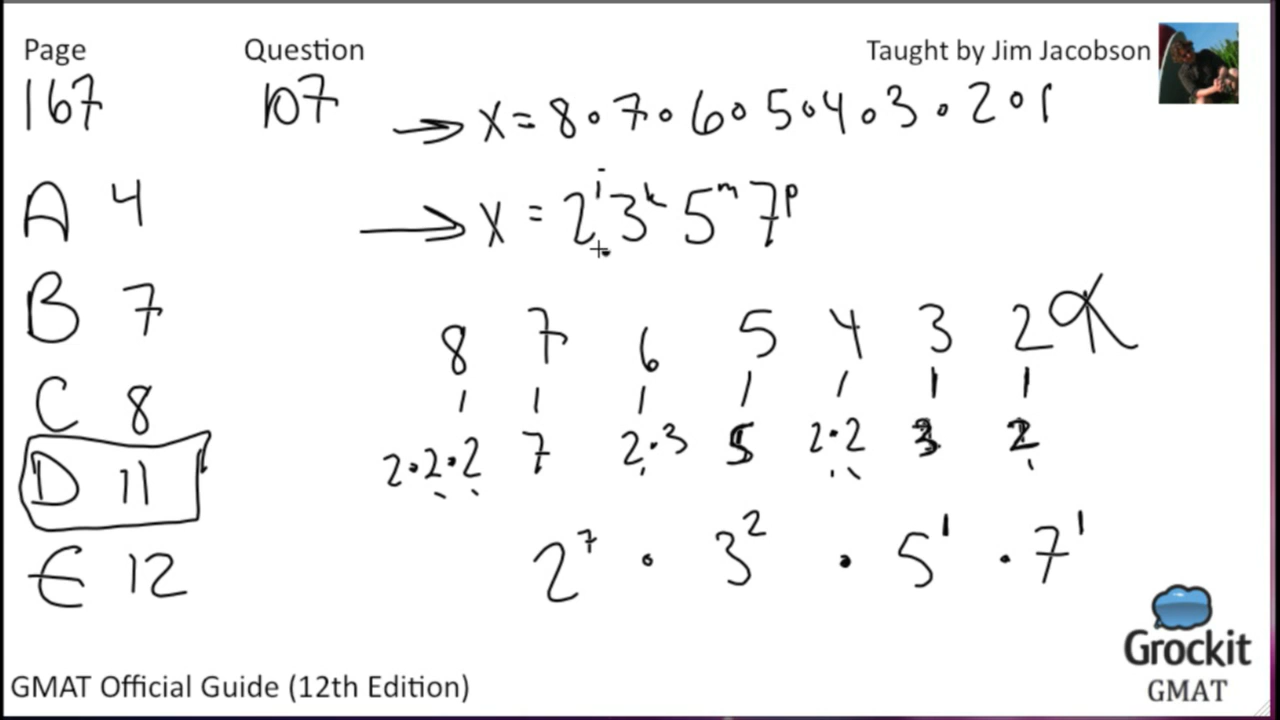 Page Question Taught by Jim Jacobson
167 107 → x = 8·7·6·5·4·3·2·1
A 4 → x = 2^i 3^k 5^m 7^p
B 7
8 7 6 5 4 3 2
C 8
2·2·2 7 2·3 5 2·2 3 2
D 11
2^7 · 3^2 · 5^1 · 7^1
E 12
Grockit
GMAT
GMAT Official Guide (12th Edition)